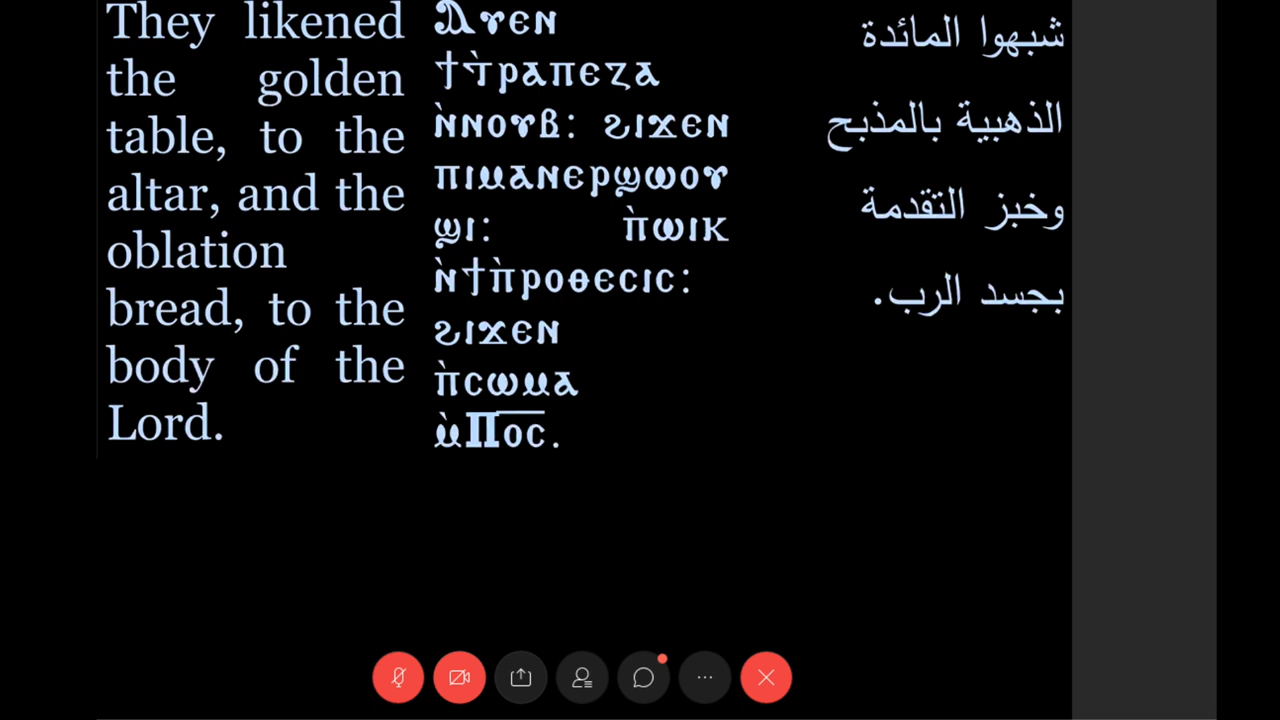 They likened
the golden
table, to the
altar, and the
oblation
bread, to the
body of the
Lord.
Ⲁⲩⲉⲛ
ϯⲧ̀ⲣⲁⲡⲉⲍⲁ
ⲛ̀ⲛⲟⲩⲃ: ϩⲓϫⲉⲛ
ⲡⲓⲙⲁⲛⲉⲣϣⲱⲟⲩ
ϣⲓ: ⲡ̀ⲱⲓⲕ
ⲛ̀ϯⲡ̀ⲣⲟⲑⲉⲥⲓⲥ:
ϩⲓϫⲉⲛ
ⲡ̀ⲥⲱⲙⲁ
ⲙ̀Ⲡⲟ̅ⲥ̅.
شبهوا المائدة
الذهبية بالمذبح
وخبز التقدمة
بجسد الرب.